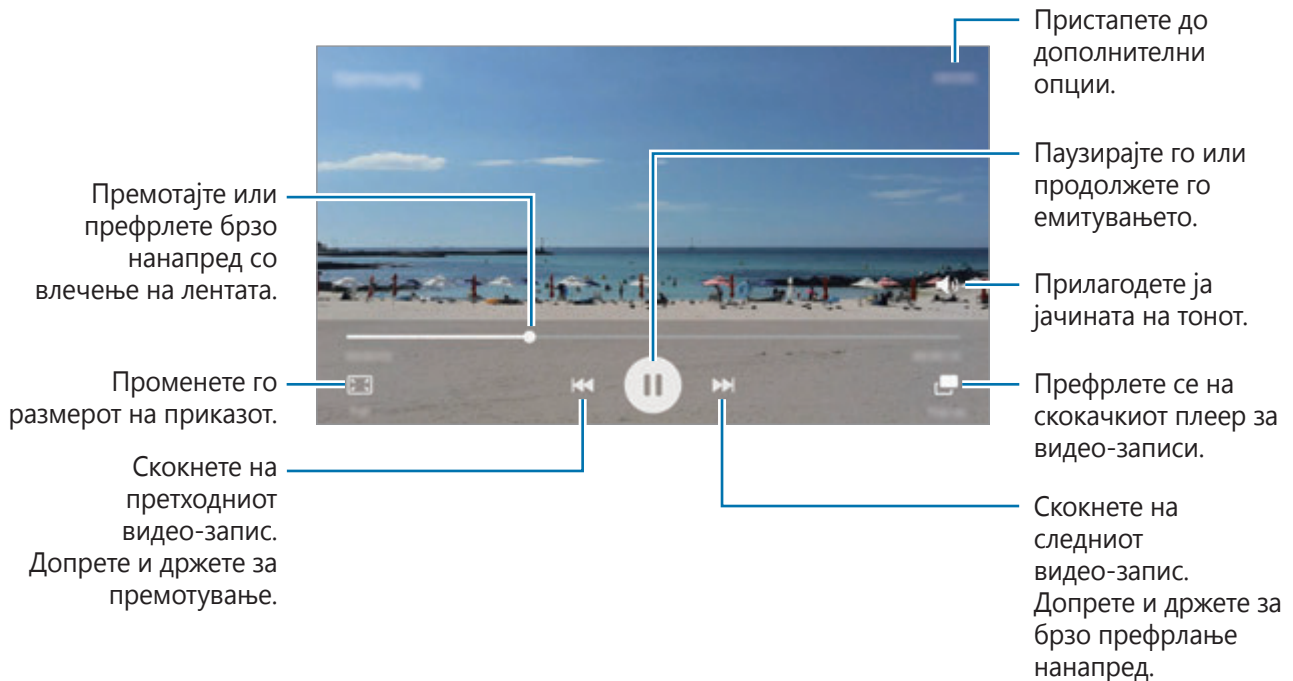 Пристапете до
дополнителни
опции.
Паузирајте го или
продолжете го
емитувањето.
Премотајте или
префрлете брзо
нанапред со
влечење на лентата.
Прилагодете ја
јачината на тонот.
Променете го
размерот на приказот.
Префрлете се на
скокачкиот плеер за
видео-записи.
Скокнете на
претходниот
видео-запис.
Допрете и држете за
премотување.
Скокнете на
следниот
видео-запис.
Допрете и држете за
брзо префрлање
нанапред.